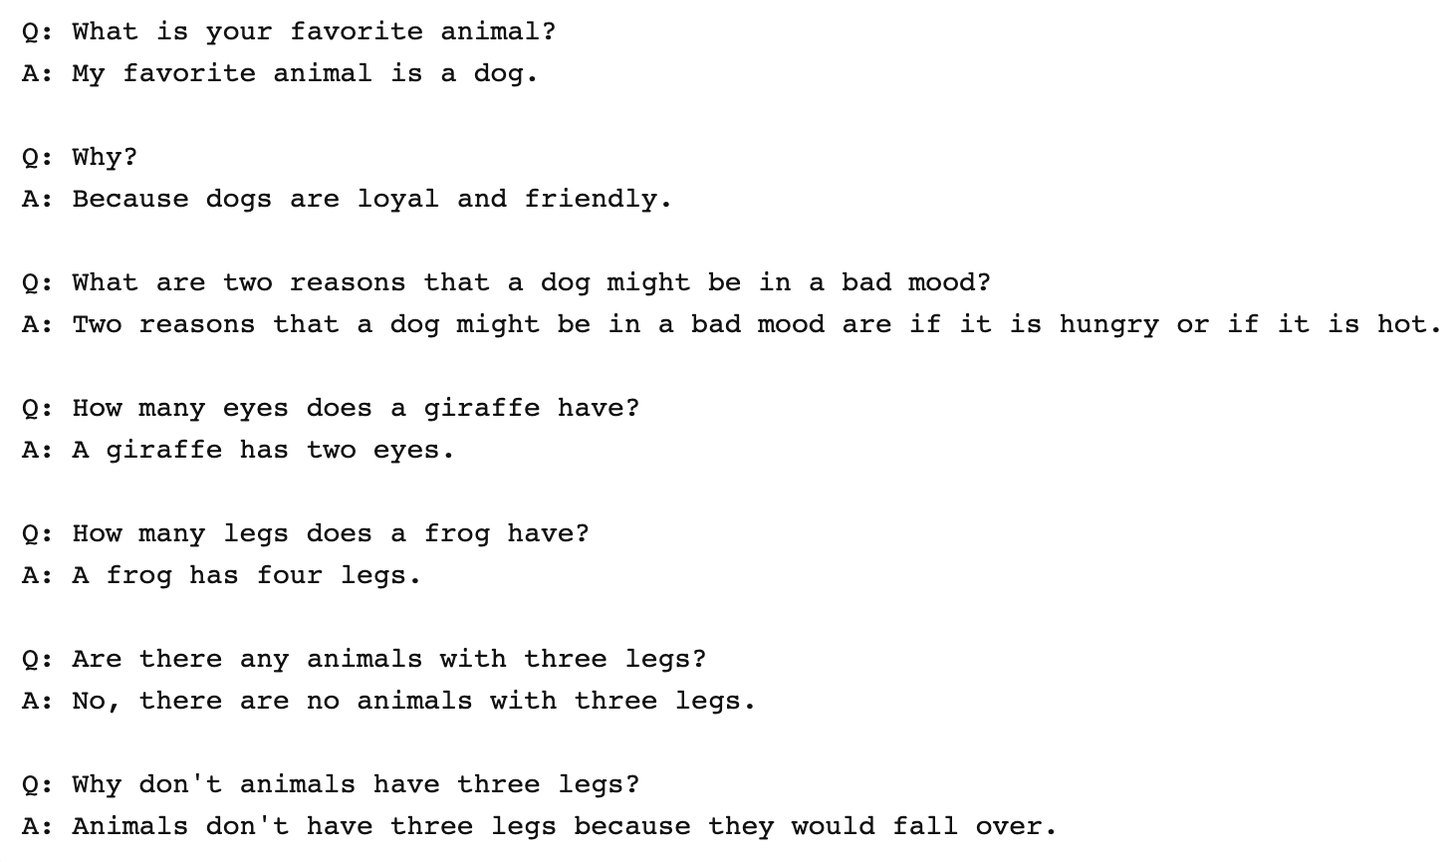 Q: What is your favorite animal?
A: My favorite animal is a dog.
Q: Why?
A: Because dogs are loyal and friendly.
Q: What are two reasons that a dog might be in a bad mood?
A: Two reasons that a dog might be in a bad mood are if it is hungry or if it is hot.
Q: How many eyes does a giraffe have?
A: A giraffe has two eyes.
Q: How many legs does a frog have?
A: A frog has four legs.
Q: Are there any animals with three legs?
A: No, there are no animals with three legs.
Q: Why don't animals have three legs?
A: Animals don't have three legs because they would fall over.